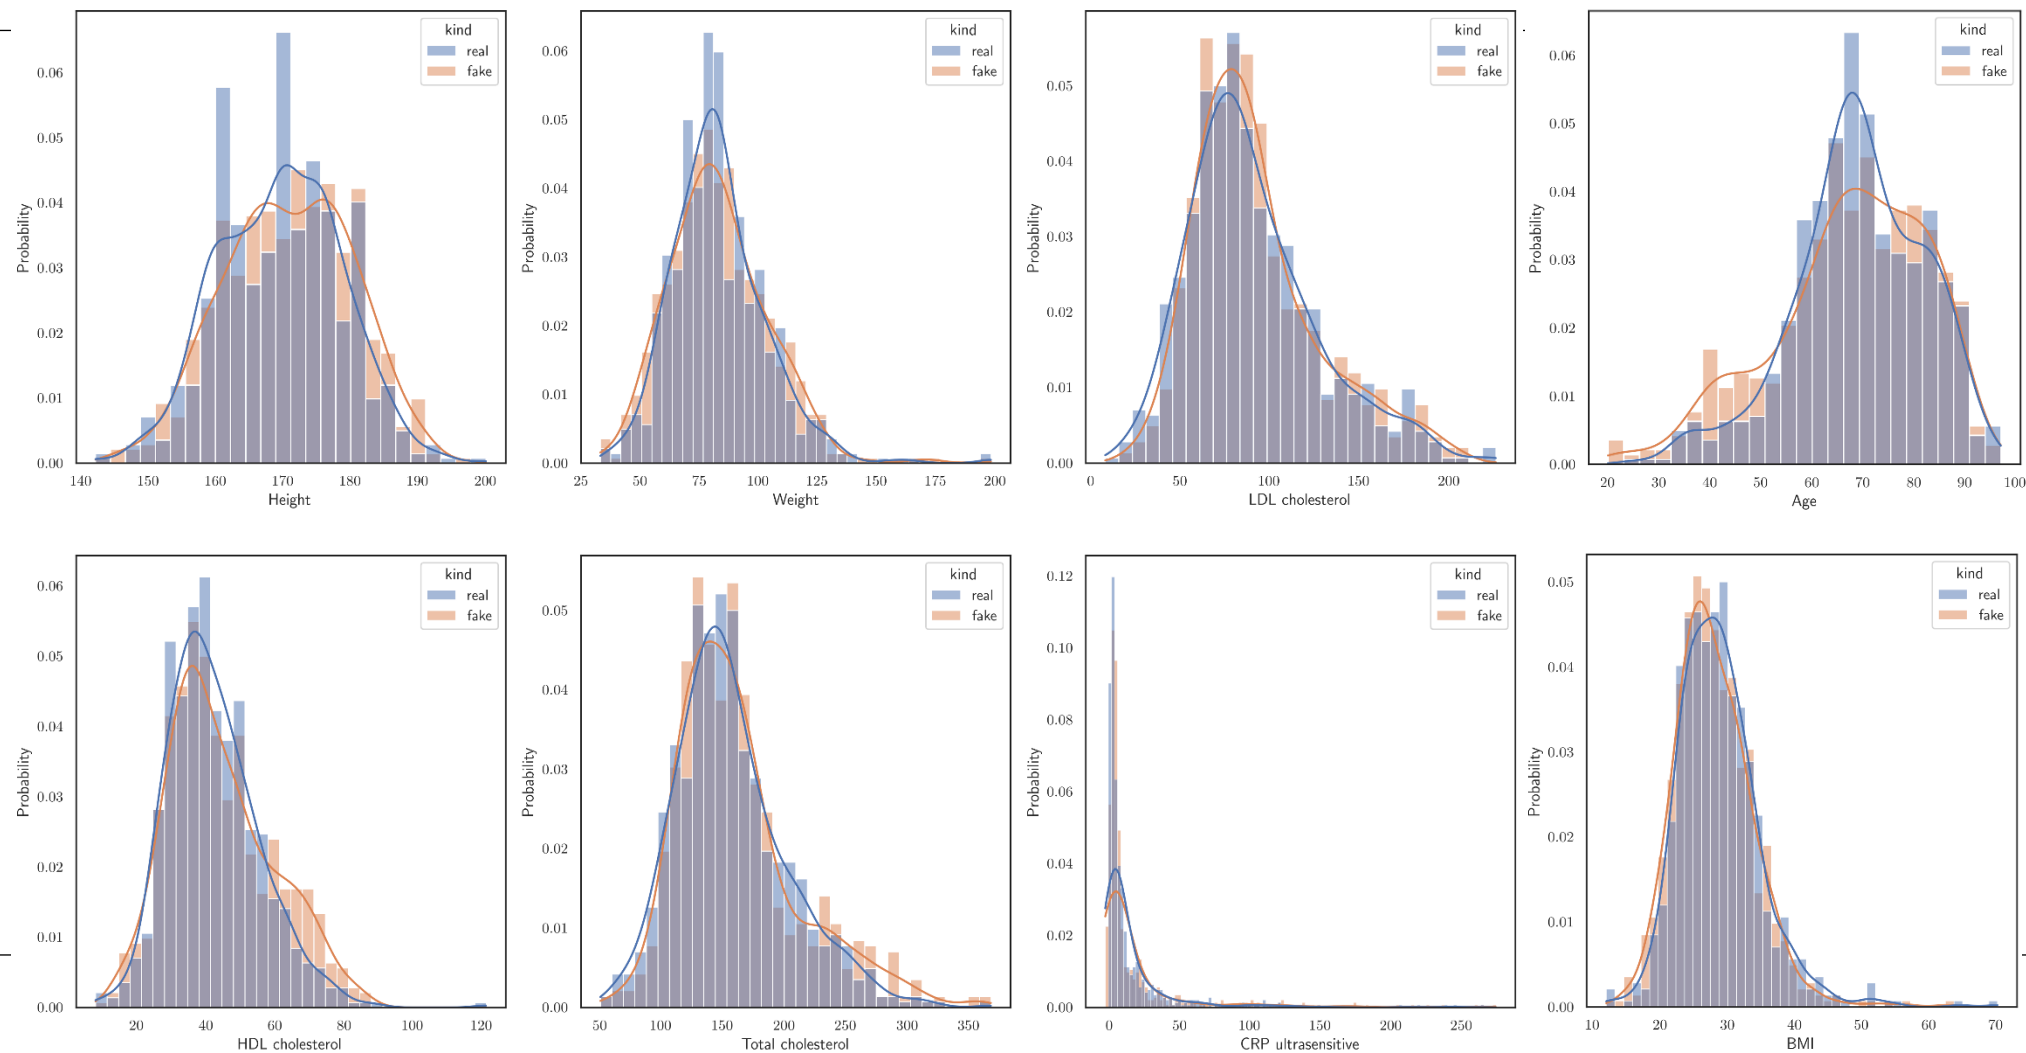 kind
real
fake
Probability
0.06
0.05
0.04
0.03
0.02
0.01
0.00
140 150 160 170 180 190 200
Height
kind
real
fake
Probability
0.06
0.05
0.04
0.03
0.02
0.01
0.00
25 50 75 100 125 150 175 200
Weight
kind
real
fake
Probability
0.05
0.04
0.03
0.02
0.01
0.00
0 50 100 150 200
LDL cholesterol
kind
real
fake
Probability
0.06
0.05
0.04
0.03
0.02
0.01
0.00
20 30 40 50 60 70 80 90 100
Age
kind
real
fake
Probability
0.06
0.05
0.04
0.03
0.02
0.01
0.00
20 40 60 80 100 120
HDL cholesterol
kind
real
fake
Probability
0.05
0.04
0.03
0.02
0.01
0.00
50 100 150 200 250 300 350
Total cholesterol
kind
real
fake
Probability
0.12
0.10
0.08
0.06
0.04
0.02
0.00
0 50 100 150 200 250
CRP ultrasensitive
kind
real
fake
Probability
0.05
0.04
0.03
0.02
0.01
0.00
10 20 30 40 50 60 70
BMI